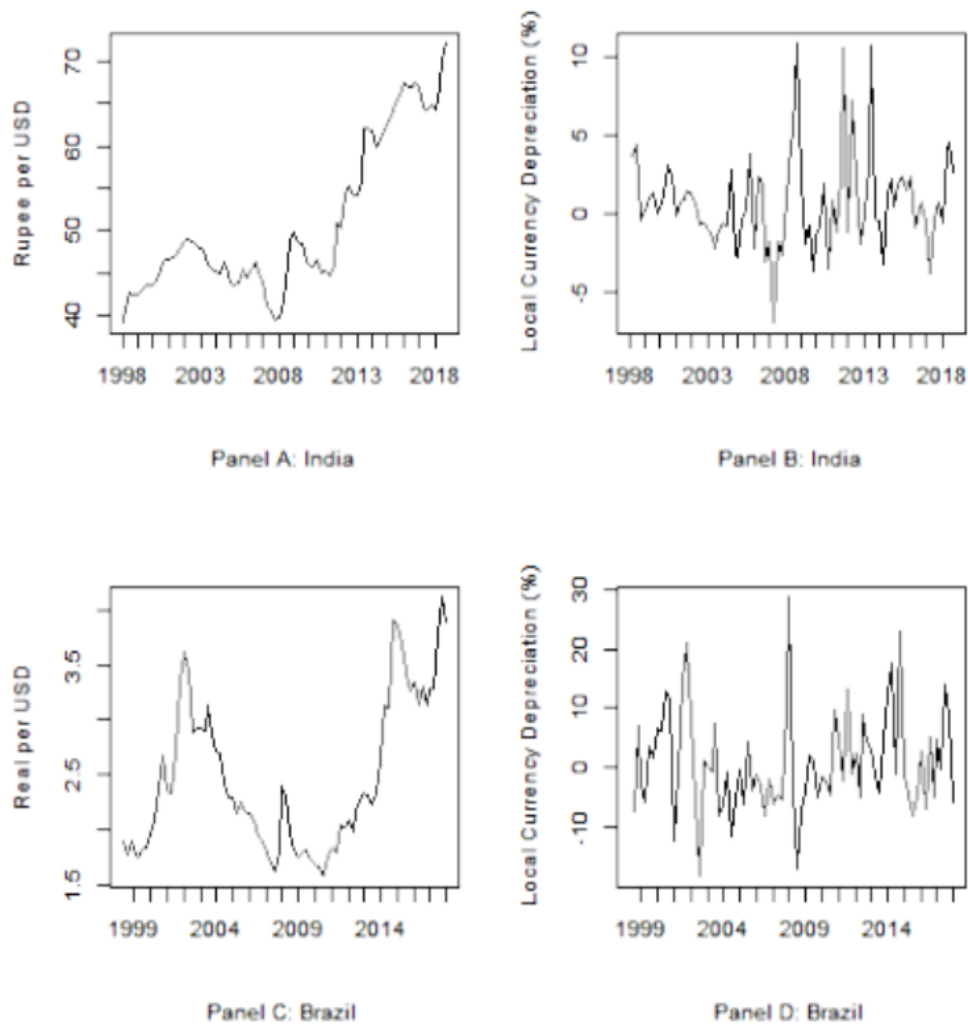 Rupee per USD
70
60
50
40
1998 2003 2008 2013 2018
Panel A: India
Local Currency Depreciation (%)
10
5
0
-5
1998 2003 2008 2013 2018
Panel B: India
Real per USD
3.5
2.5
1.5
1999 2004 2009 2014
Panel C: Brazil
Local Currency Depreciation (%)
30
20
10
0
-10
1999 2004 2009 2014
Panel D: Brazil